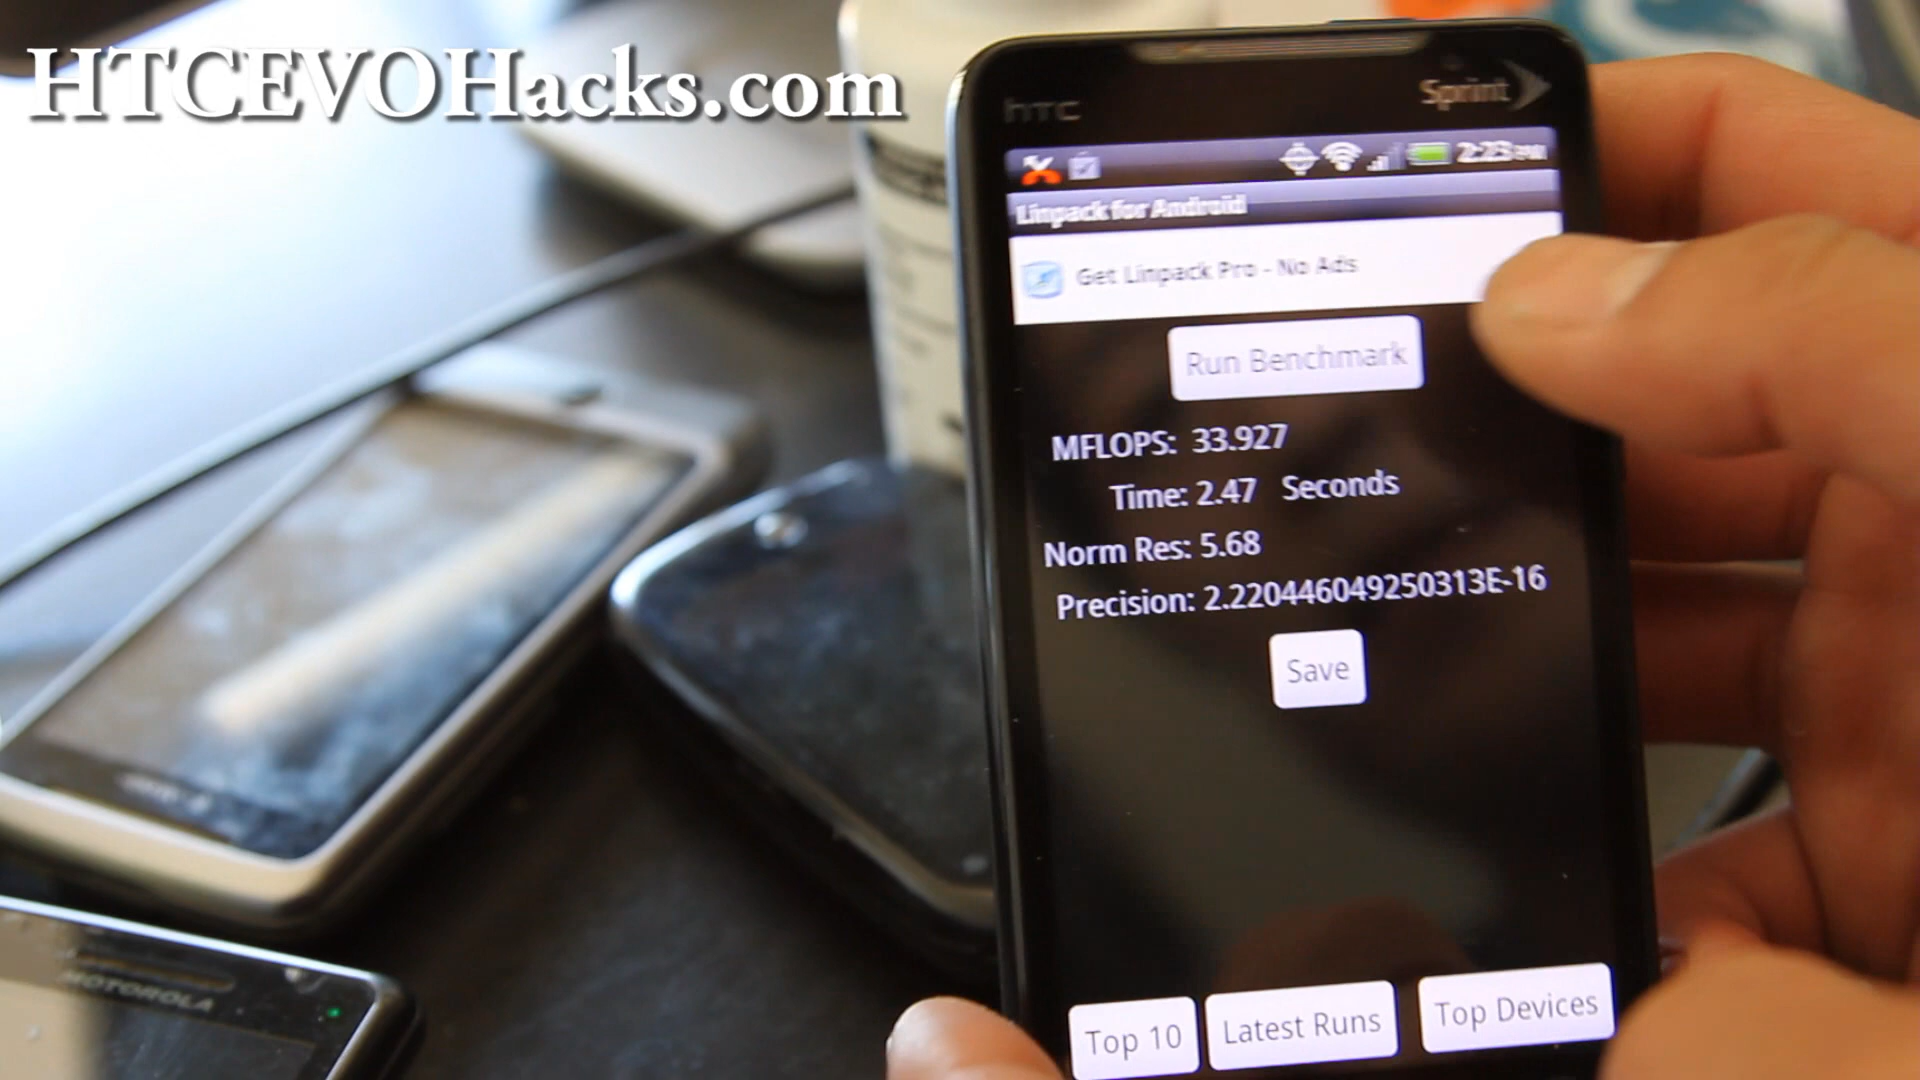 HTCEVOHacks.com
hTC
Sprint
2:23 PM
Linpack for Android
Get Linpack Pro - No Ads
Run Benchmark
MFLOPS: 33.927
Time: 2.47 Seconds
Norm Res: 5.68
Precision: 2.220446049250313E-16
Save
Top 10
Latest Runs
Top Devices
MOTOROLA